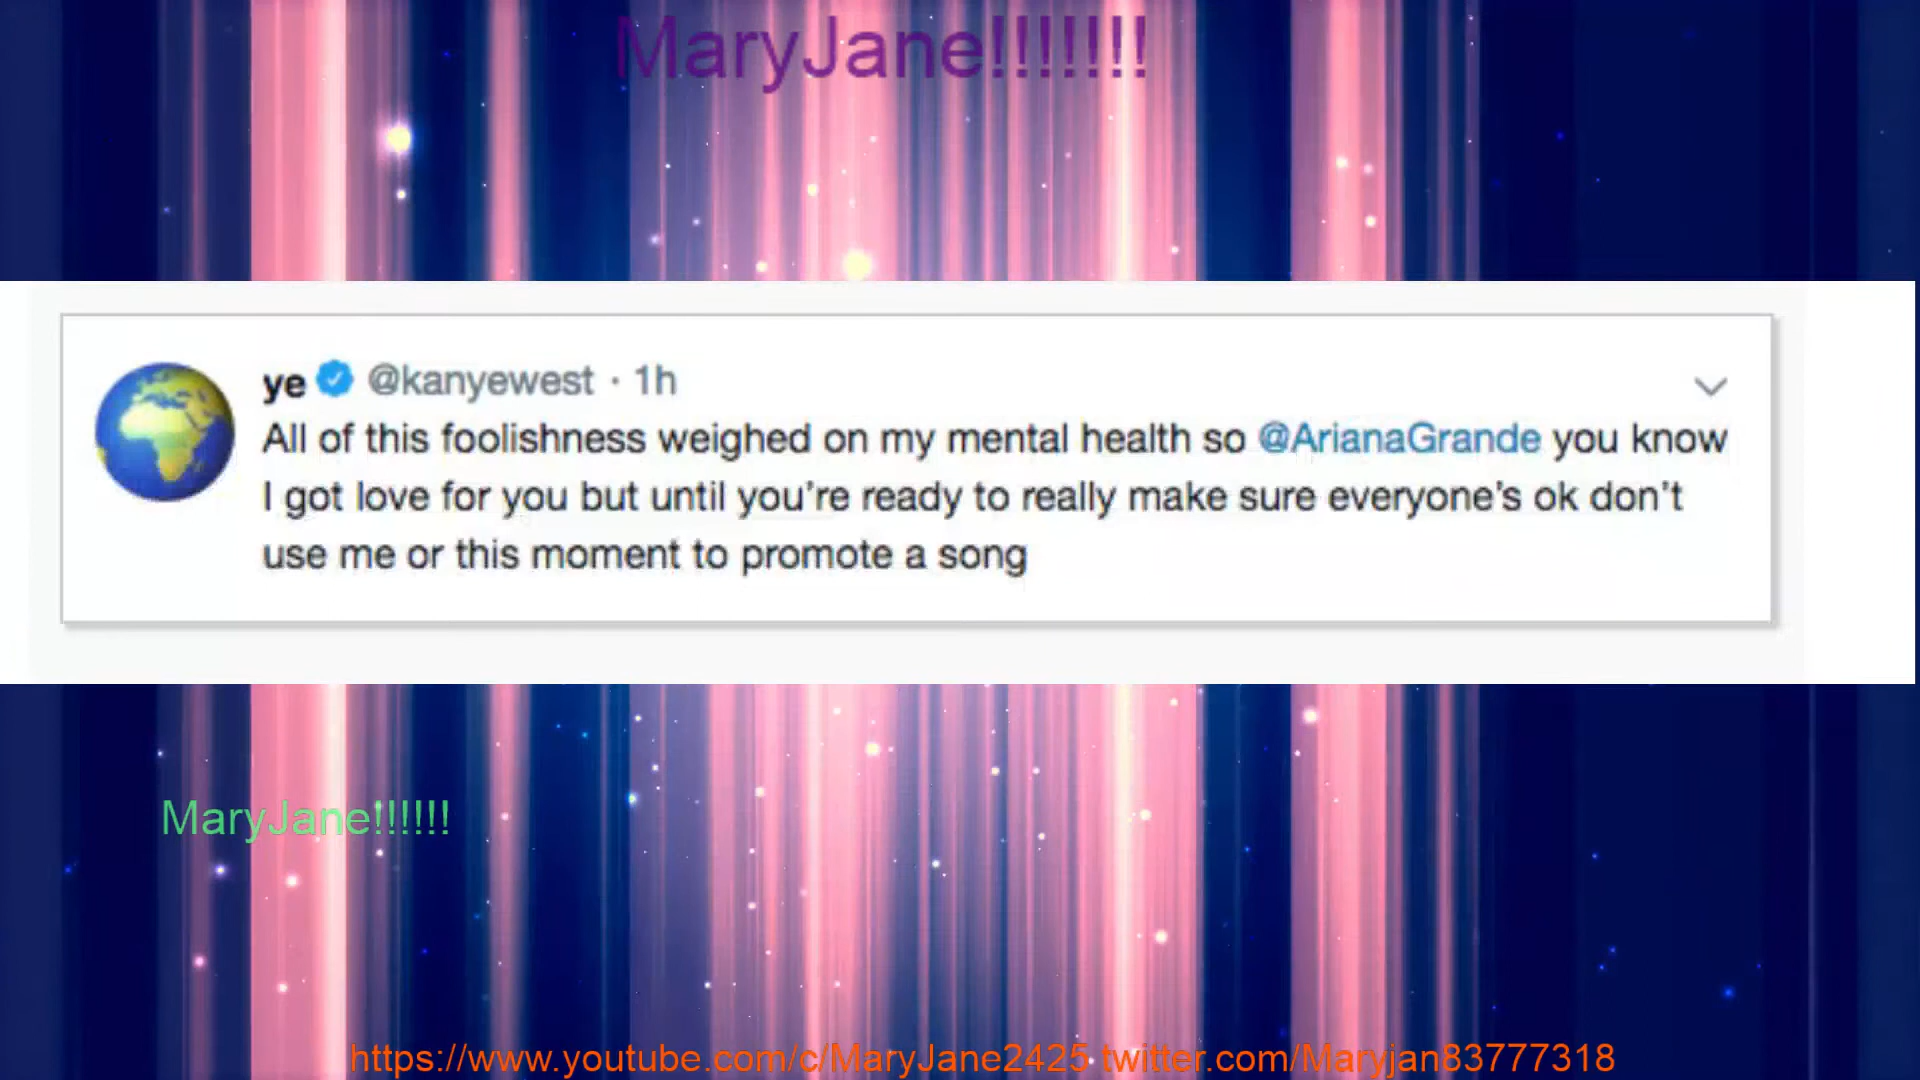 MaryJane!!!!!!!
ye @kanyewest · 1h
All of this foolishness weighed on my mental health so @ArianaGrande you know
I got love for you but until you're ready to really make sure everyone's ok don't
use me or this moment to promote a song
MaryJane!!!!!!
https://www.youtube.com/c/MaryJane2425 twitter.com/Maryjan83777318